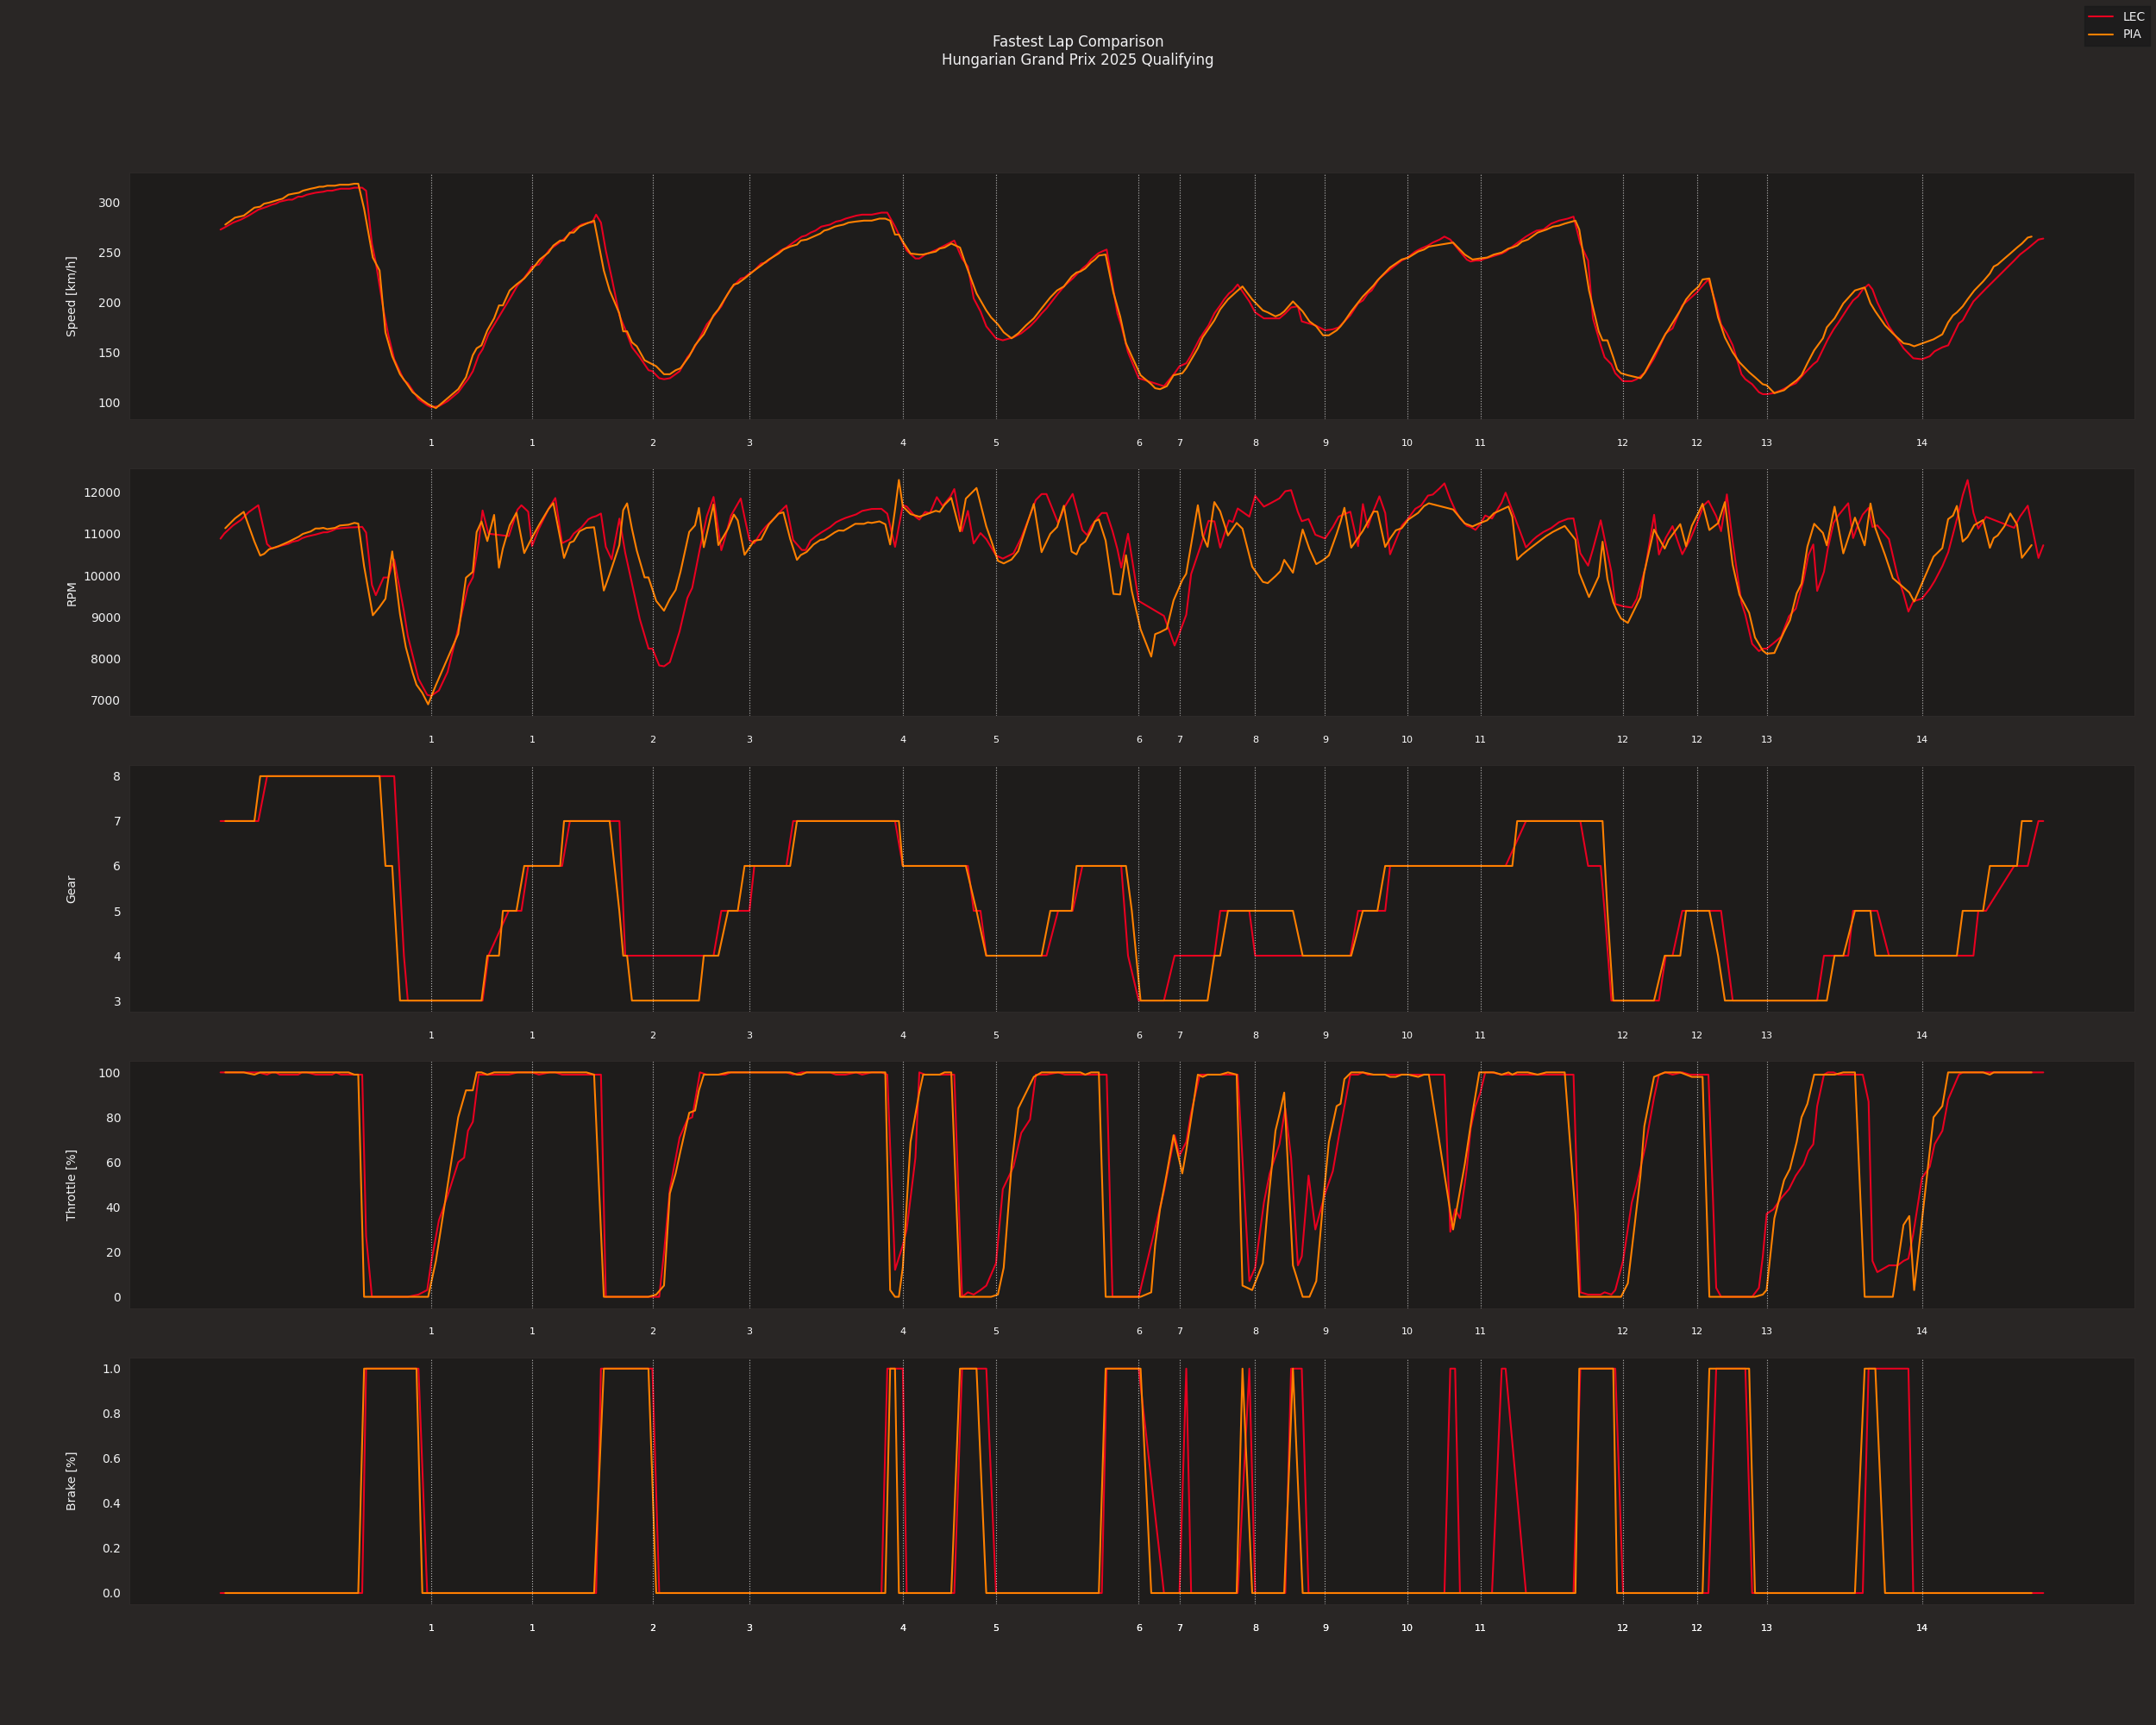 LEC
PIA
Fastest Lap Comparison
Hungarian Grand Prix 2025 Qualifying
300
250
200
150
100
Speed [km/h]
1 1 2 3 4 5 6 7 8 9 10 11 12 12 13 14
12000
11000
10000
9000
8000
7000
RPM
1 1 2 3 4 5 6 7 8 9 10 11 12 12 13 14
8
7
6
5
4
3
Gear
1 1 2 3 4 5 6 7 8 9 10 11 12 12 13 14
100
80
60
40
20
0
Throttle [%]
1 1 2 3 4 5 6 7 8 9 10 11 12 12 13 14
1.0
0.8
0.6
0.4
0.2
0.0
Brake [%]
1 1 2 3 4 5 6 7 8 9 10 11 12 12 13 14